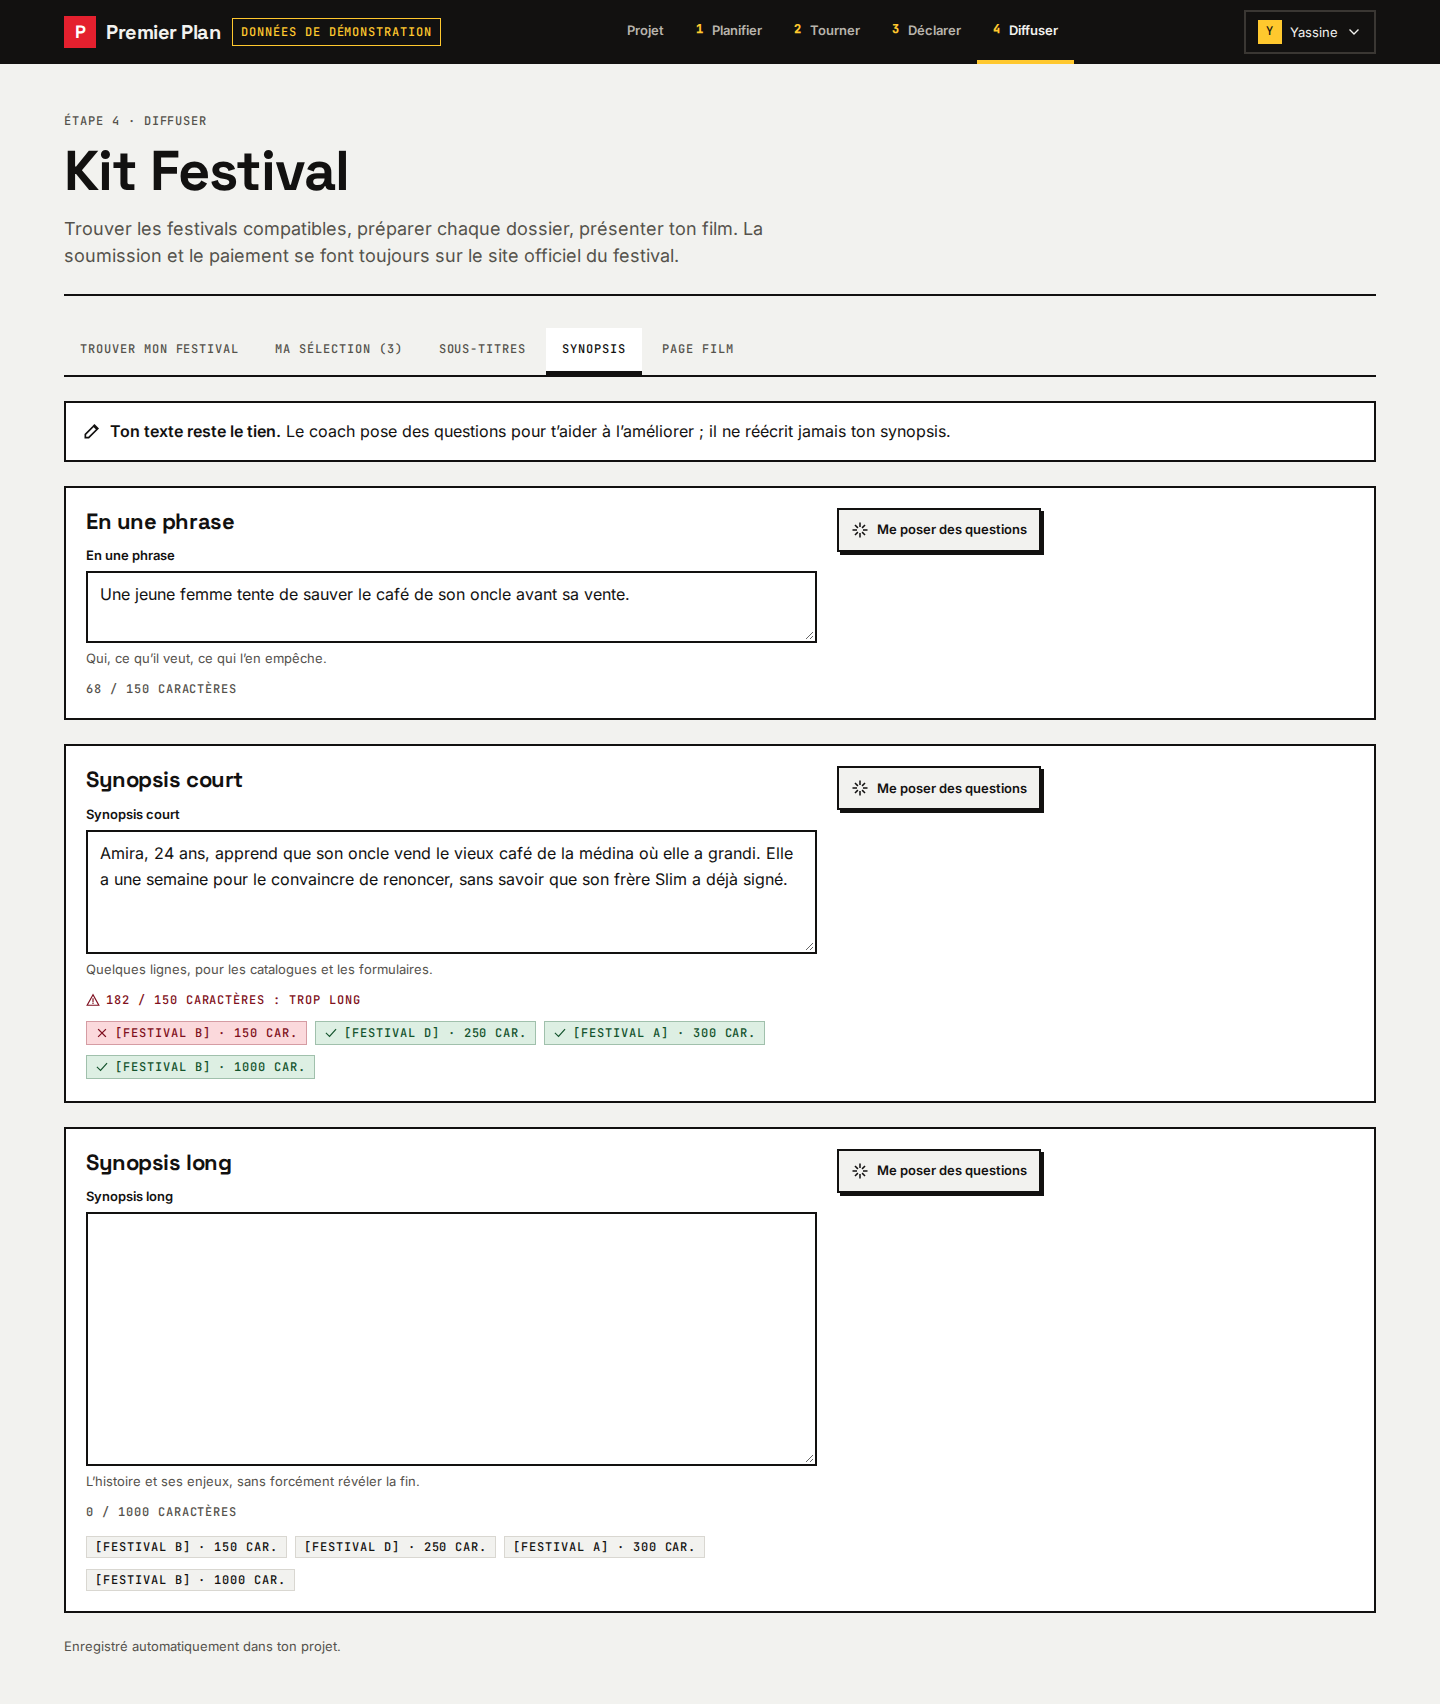 P Premier Plan DONNÉES DE DÉMONSTRATION Projet 1 Planifier 2 Tourner 3 Déclarer 4 Diffuser Y Yassine
ÉTAPE 4 · DIFFUSER
Kit Festival
Trouver les festivals compatibles, préparer chaque dossier, présenter ton film. La
soumission et le paiement se font toujours sur le site officiel du festival.
TROUVER MON FESTIVAL MA SÉLECTION (3) SOUS-TITRES SYNOPSIS PAGE FILM
Ton texte reste le tien. Le coach pose des questions pour t’aider à l’améliorer ; il ne réécrit jamais ton synopsis.
En une phrase
Me poser des questions
En une phrase
Une jeune femme tente de sauver le café de son oncle avant sa vente.
Qui, ce qu’il veut, ce qui l’en empêche.
68 / 150 CARACTÈRES
Synopsis court
Me poser des questions
Synopsis court
Amira, 24 ans, apprend que son oncle vend le vieux café de la médina où elle a grandi. Elle
a une semaine pour le convaincre de renoncer, sans savoir que son frère Slim a déjà signé.
Quelques lignes, pour les catalogues et les formulaires.
182 / 150 CARACTÈRES : TROP LONG
[FESTIVAL B] · 150 CAR. [FESTIVAL D] · 250 CAR. [FESTIVAL A] · 300 CAR.
[FESTIVAL B] · 1000 CAR.
Synopsis long
Me poser des questions
Synopsis long
L’histoire et ses enjeux, sans forcément révéler la fin.
0 / 1000 CARACTÈRES
[FESTIVAL B] · 150 CAR. [FESTIVAL D] · 250 CAR. [FESTIVAL A] · 300 CAR.
[FESTIVAL B] · 1000 CAR.
Enregistré automatiquement dans ton projet.